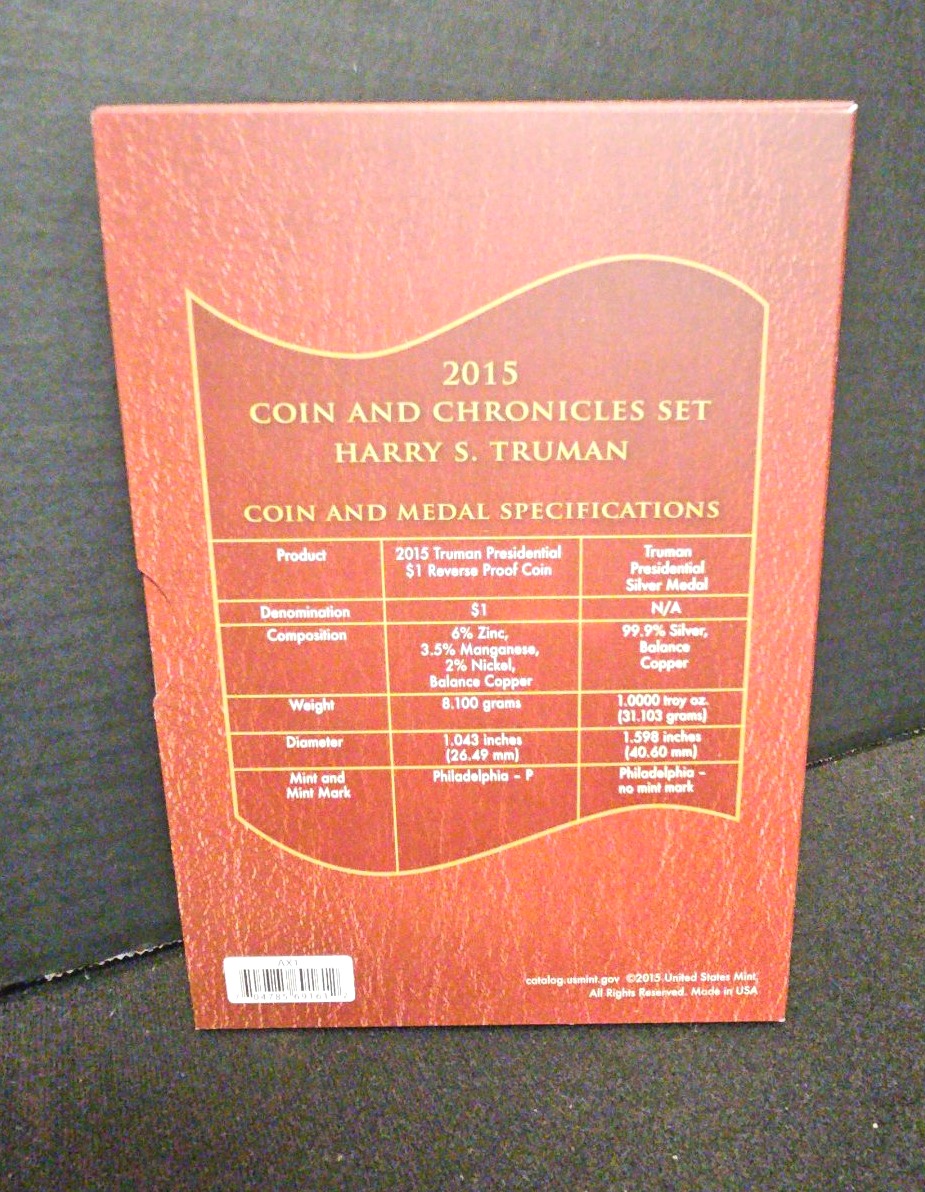 2015
COIN AND CHRONICLES SET
HARRY S. TRUMAN
COIN AND MEDAL SPECIFICATIONS
Product
2015 Truman Presidential
$1 Reverse Proof Coin
Truman
Presidential
Silver Medal
Denomination
$1
N/A
Composition
6% Zinc,
3.5% Manganese,
2% Nickel,
Balance Copper
99.9% Silver,
Balance
Copper
Weight
8.100 grams
1.0000 troy oz.
(31.103 grams)
Diameter
1.043 inches
(26.49 mm)
1.598 inches
(40.60 mm)
Mint and
Mint Mark
Philadelphia – P
Philadelphia –
no mint mark
AX1
catalog.usmint.gov ©2015 United States Mint,
All Rights Reserved. Made in USA